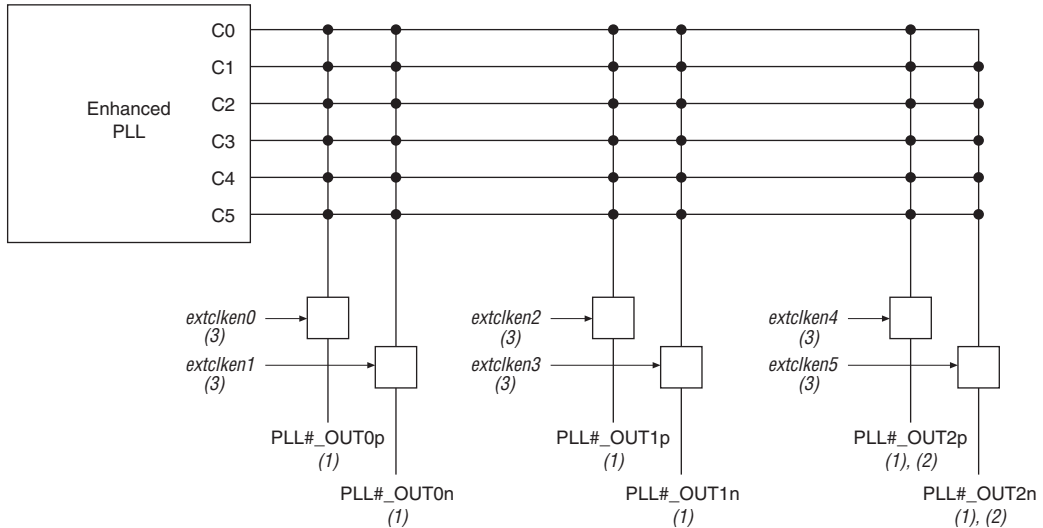 C0
C1
C2
C3
C4
C5
Enhanced
PLL
extclken0
(3)
extclken1
(3)
extclken2
(3)
extclken3
(3)
extclken4
(3)
extclken5
(3)
PLL#_OUT0p
(1)
PLL#_OUT0n
(1)
PLL#_OUT1p
(1)
PLL#_OUT1n
(1)
PLL#_OUT2p
(1), (2)
PLL#_OUT2n
(1), (2)